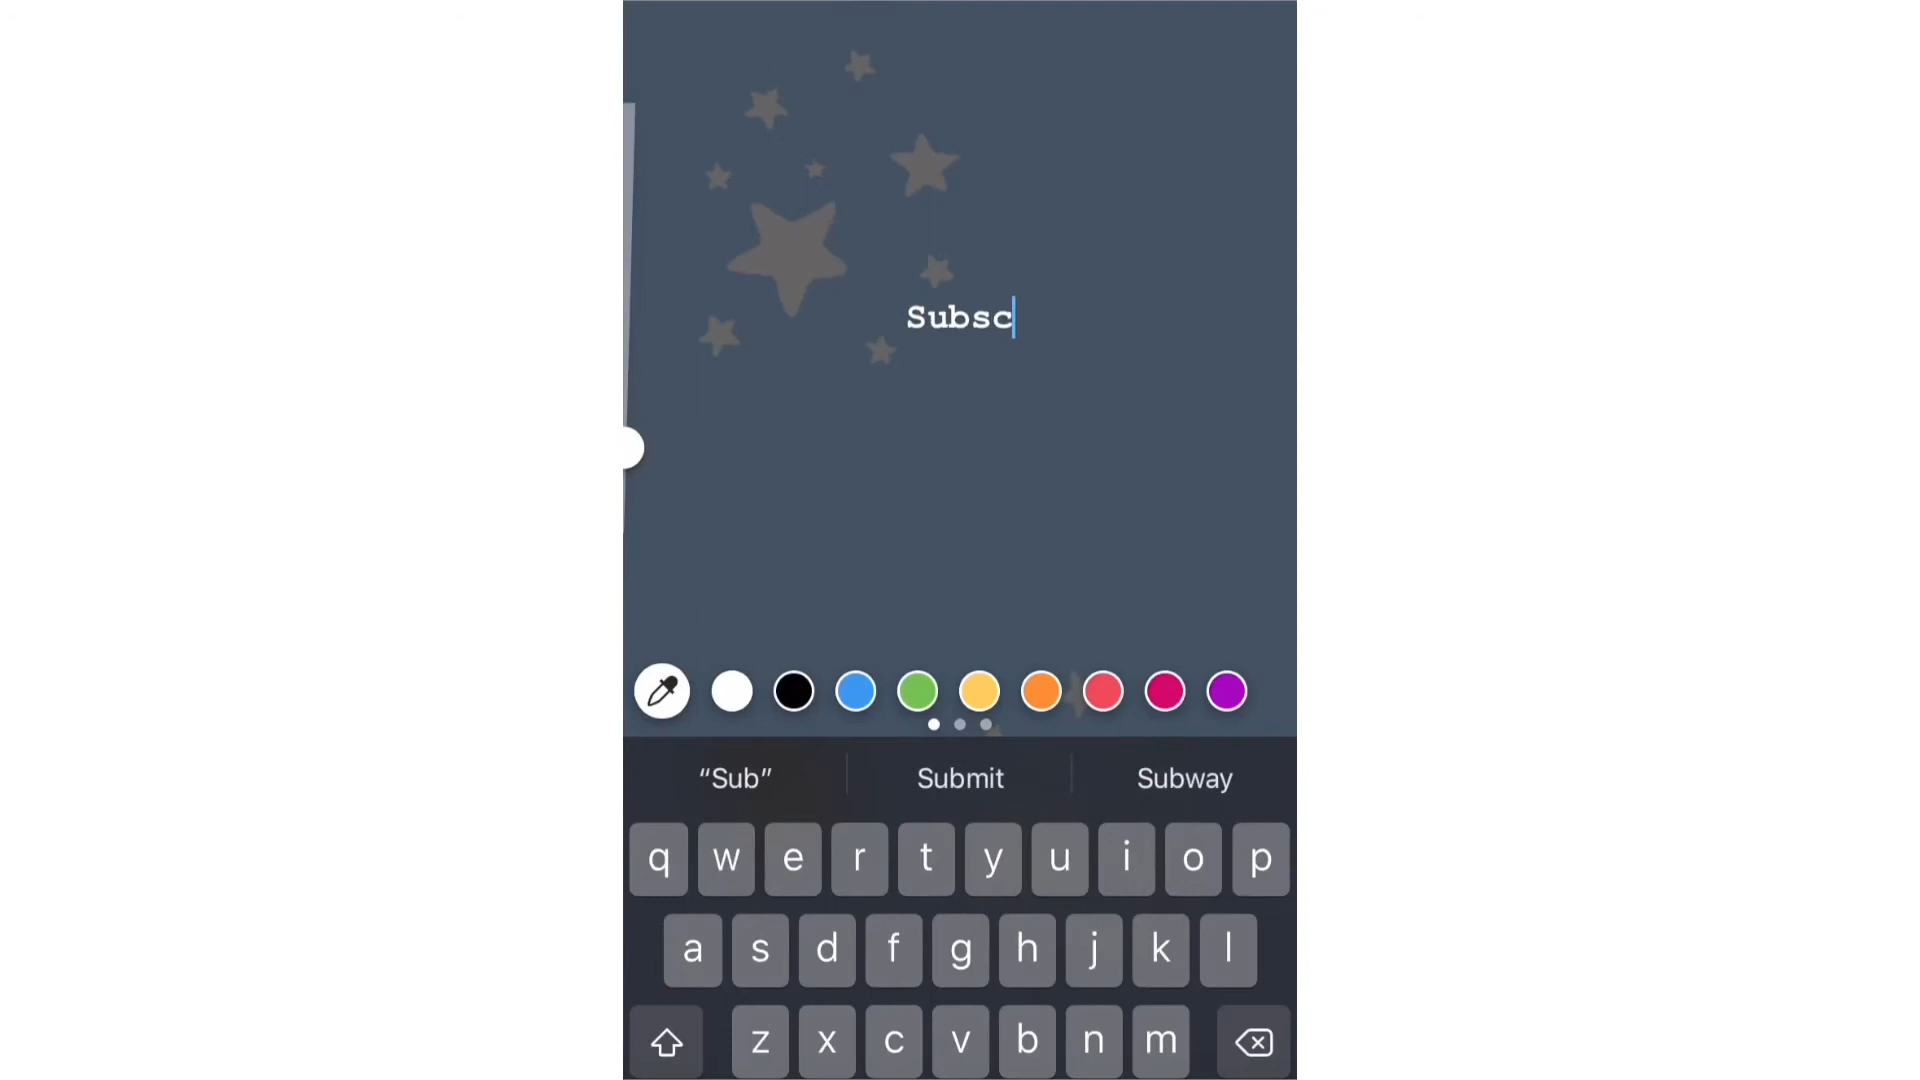 Subsc
“Sub” Submit Subway
q w e r t y u i o p
a s d f g h j k l
z x c v b n m